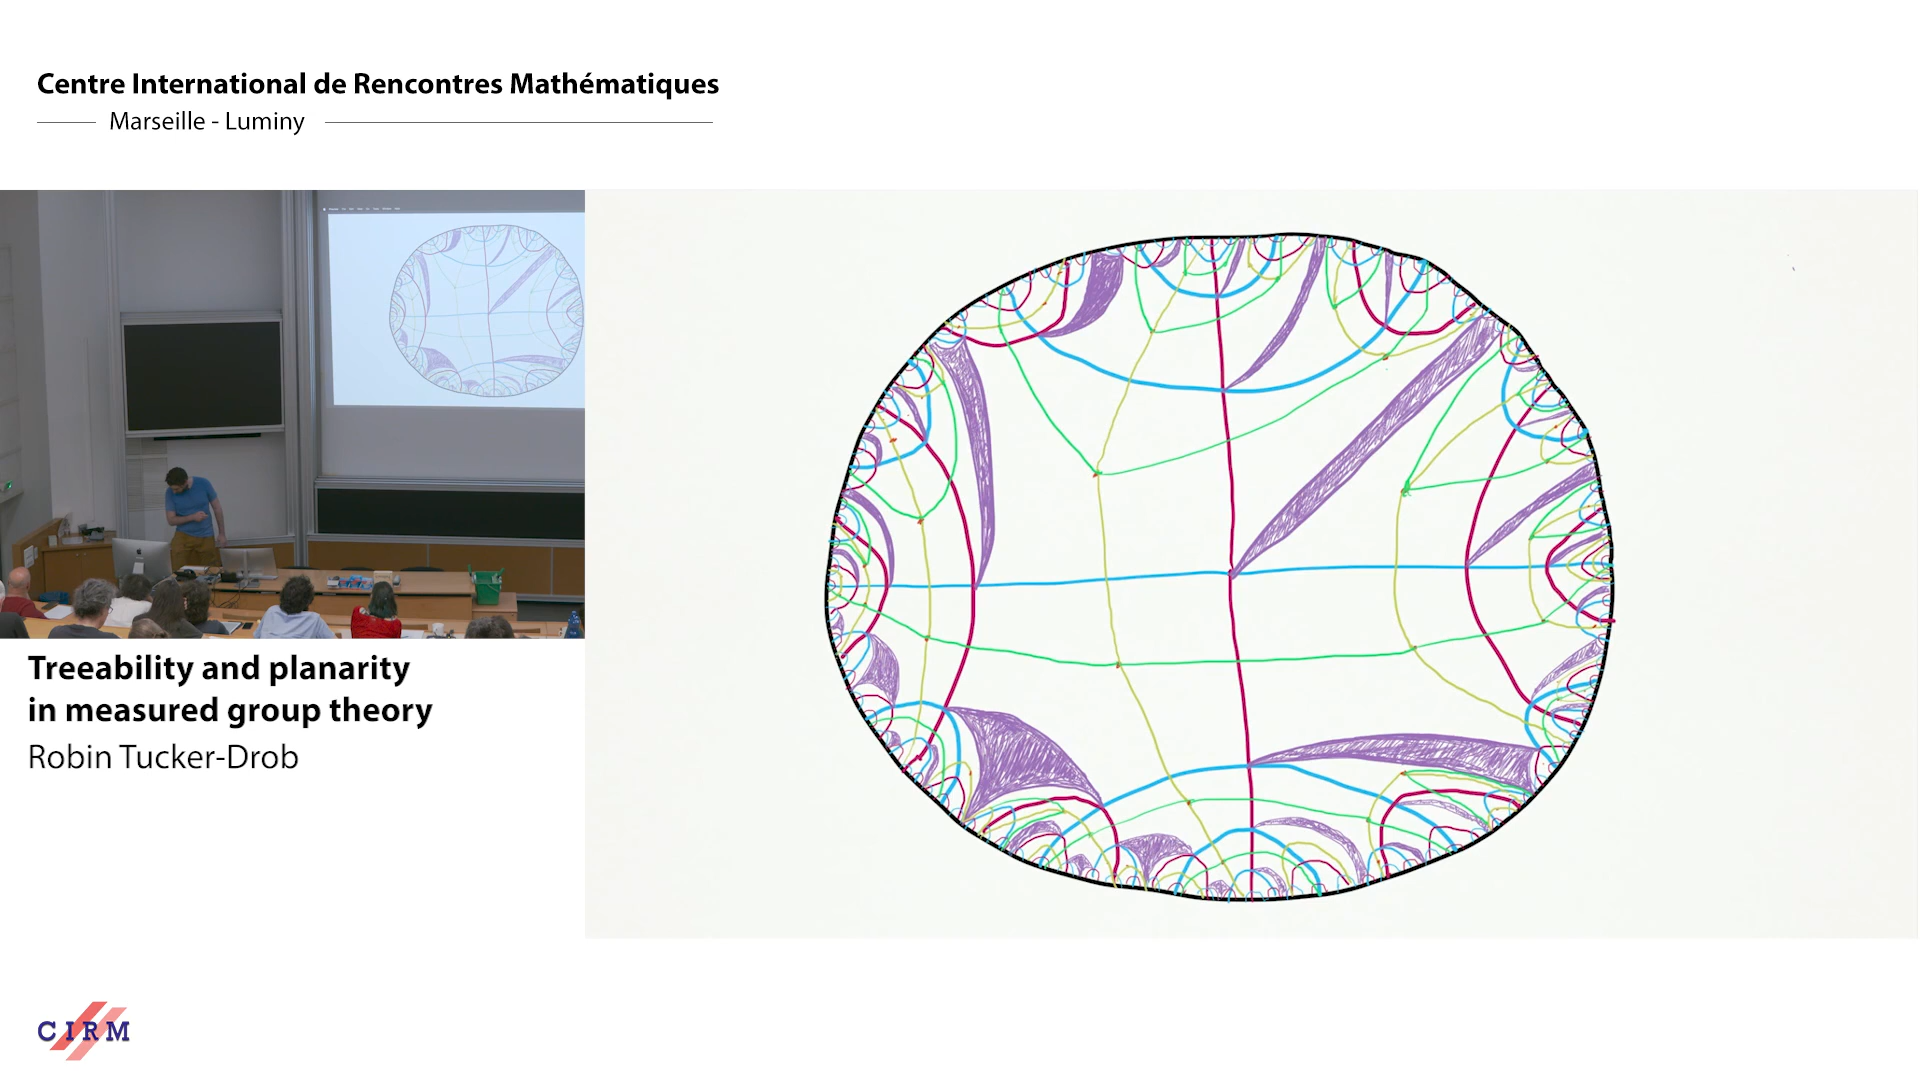 Centre International de Rencontres Mathématiques
Marseille - Luminy
Treeability and planarity
in measured group theory
Robin Tucker-Drob
CIRM